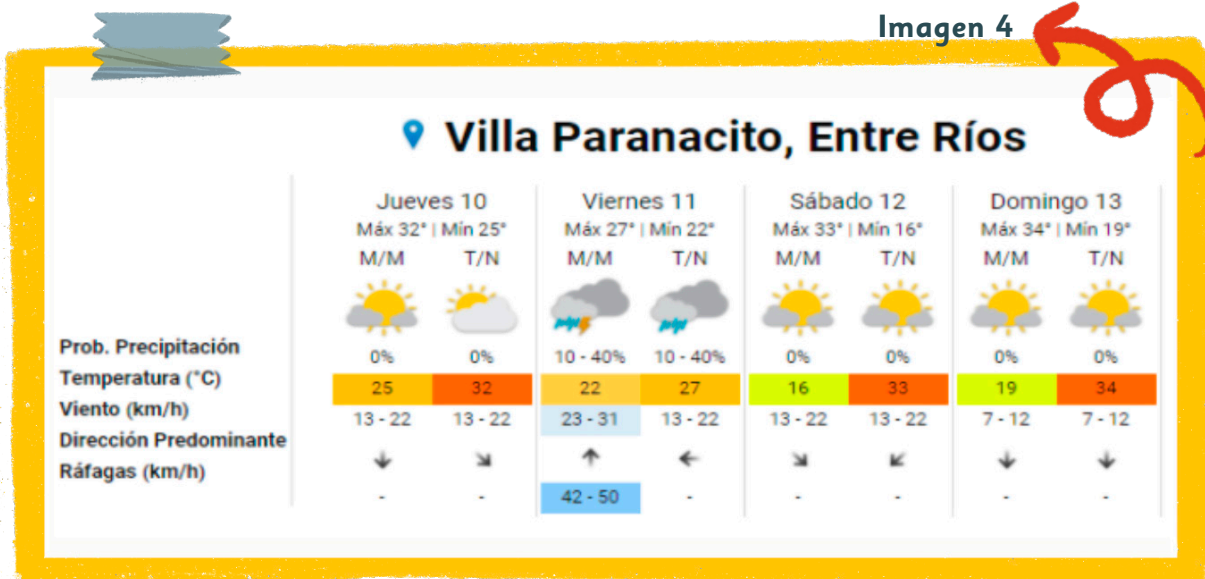 Imagen 4
Villa Paranacito, Entre Ríos
Jueves 10 Viernes 11 Sábado 12 Domingo 13
Máx 32° | Mín 25° Máx 27° | Mín 22° Máx 33° | Mín 16° Máx 34° | Mín 19°
M/M T/N M/M T/N M/M T/N M/M T/N
Prob. Precipitación 0% 0% 10 - 40% 10 - 40% 0% 0% 0% 0%
Temperatura (°C) 25 32 22 27 16 33 19 34
Viento (km/h) 13 - 22 13 - 22 23 - 31 13 - 22 13 - 22 13 - 22 7 - 12 7 - 12
Dirección Predominante ↓ ↘ ↑ ← ↘ ↙ ↓ ↓
Ráfagas (km/h) - - 42 - 50 - - - - -